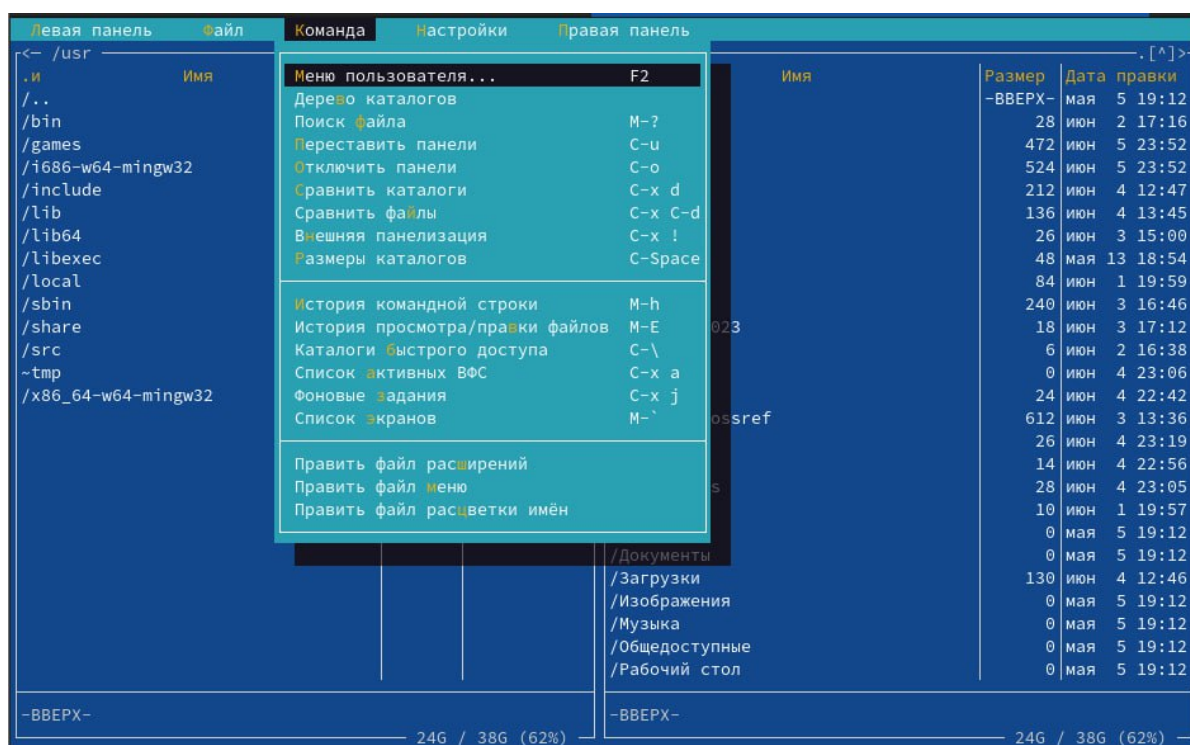 Левая панель Файл Команда Настройки Правая панель
<— /usr .[^]>
.и Имя Имя Размер Дата правки
/..
/bin
/games
/i686-w64-mingw32
/include
/lib
/lib64
/libexec
/local
/sbin
/share
/src
~tmp
/x86_64-w64-mingw32
Меню пользователя... F2
Дерево каталогов
Поиск файла M-?
Переставить панели C-u
Отключить панели C-o
Сравнить каталоги C-x d
Сравнить файлы C-x C-d
Внешняя панелизация C-x !
Размеры каталогов C-Space
История командной строки M-h
История просмотра/правки файлов M-E
Каталоги быстрого доступа C-\
Список активных ВФС C-x a
Фоновые задания C-x j
Список экранов M-`
Править файл расширений
Править файл меню
Править файл расцветки имён
-ВВЕРХ- мая 5 19:12
28 июн 2 17:16
472 июн 5 23:52
524 июн 5 23:52
212 июн 4 12:47
136 июн 4 13:45
26 июн 3 15:00
48 мая 13 18:54
84 июн 1 19:59
240 июн 3 16:46
023 18 июн 3 17:12
6 июн 2 16:38
0 июн 4 23:06
24 июн 4 22:42
ossref 612 июн 3 13:36
26 июн 4 23:19
14 июн 4 22:56
s 28 июн 4 23:05
10 июн 1 19:57
0 мая 5 19:12
/Документы 0 мая 5 19:12
/Загрузки 130 июн 4 12:46
/Изображения 0 мая 5 19:12
/Музыка 0 мая 5 19:12
/Общедоступные 0 мая 5 19:12
/Рабочий стол 0 мая 5 19:12
-ВВЕРХ- -ВВЕРХ-
24G / 38G (62%) 24G / 38G (62%)